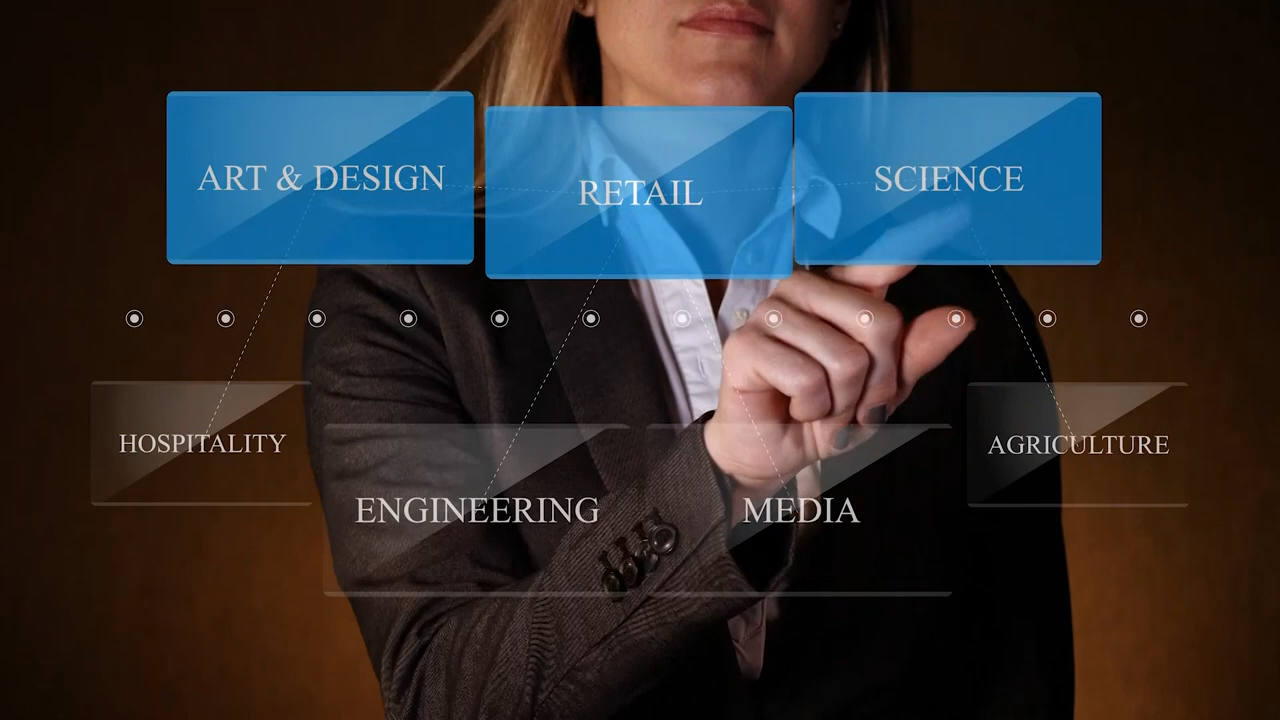 ART & DESIGN
RETAIL
SCIENCE
HOSPITALITY
ENGINEERING
MEDIA
AGRICULTURE